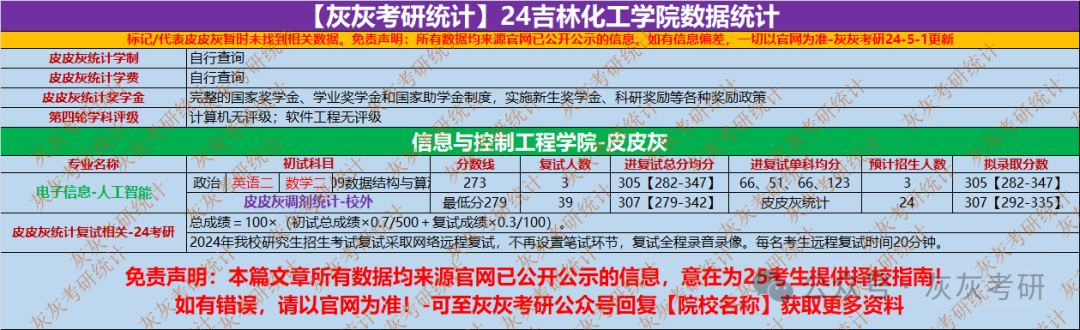 【灰灰考研统计】24吉林化工学院数据统计
标记/代表皮皮灰暂时未找到相关数据。免责声明：所有数据均来源官网已公开公示的信息。如有信息偏差，一切以官网为准-灰灰考研24-5-1更新
皮皮灰统计学制 自行查询
皮皮灰统计学费 自行查询
皮皮灰统计奖学金 完整的国家奖学金、学业奖学金和国家助学金制度，实施新生奖学金、科研奖励等各种奖励政策
第四轮学科评级 计算机无评级；软件工程无评级
信息与控制工程学院-皮皮灰
专业名称 初试科目 分数线 复试人数 进复试总分均分 进复试单科均分 预计招生人数 拟录取分数
电子信息-人工智能 政治 英语二 数学二 09数据结构与算法 273 3 305【282-347】 66、51、66、123 3 305【282-347】
皮皮灰调剂统计-校外 最低分279 39 307【279-342】 皮皮灰统计 24 307【292-335】
皮皮灰统计复试相关-24考研 总成绩＝100×（初试总成绩×0.7/500＋复试成绩×0.3/100）。
2024年我校研究生招生考试复试采取网络远程复试，不再设置笔试环节，复试全程录音录像。每名考生远程复试时间20分钟。
免责声明：本篇文章所有数据均来源官网已公开公示的信息，意在为25考生提供择校指南！
如有错误，请以官网为准！-可至灰灰考研公众号回复【院校名称】获取更多资料
公众号·灰灰考研